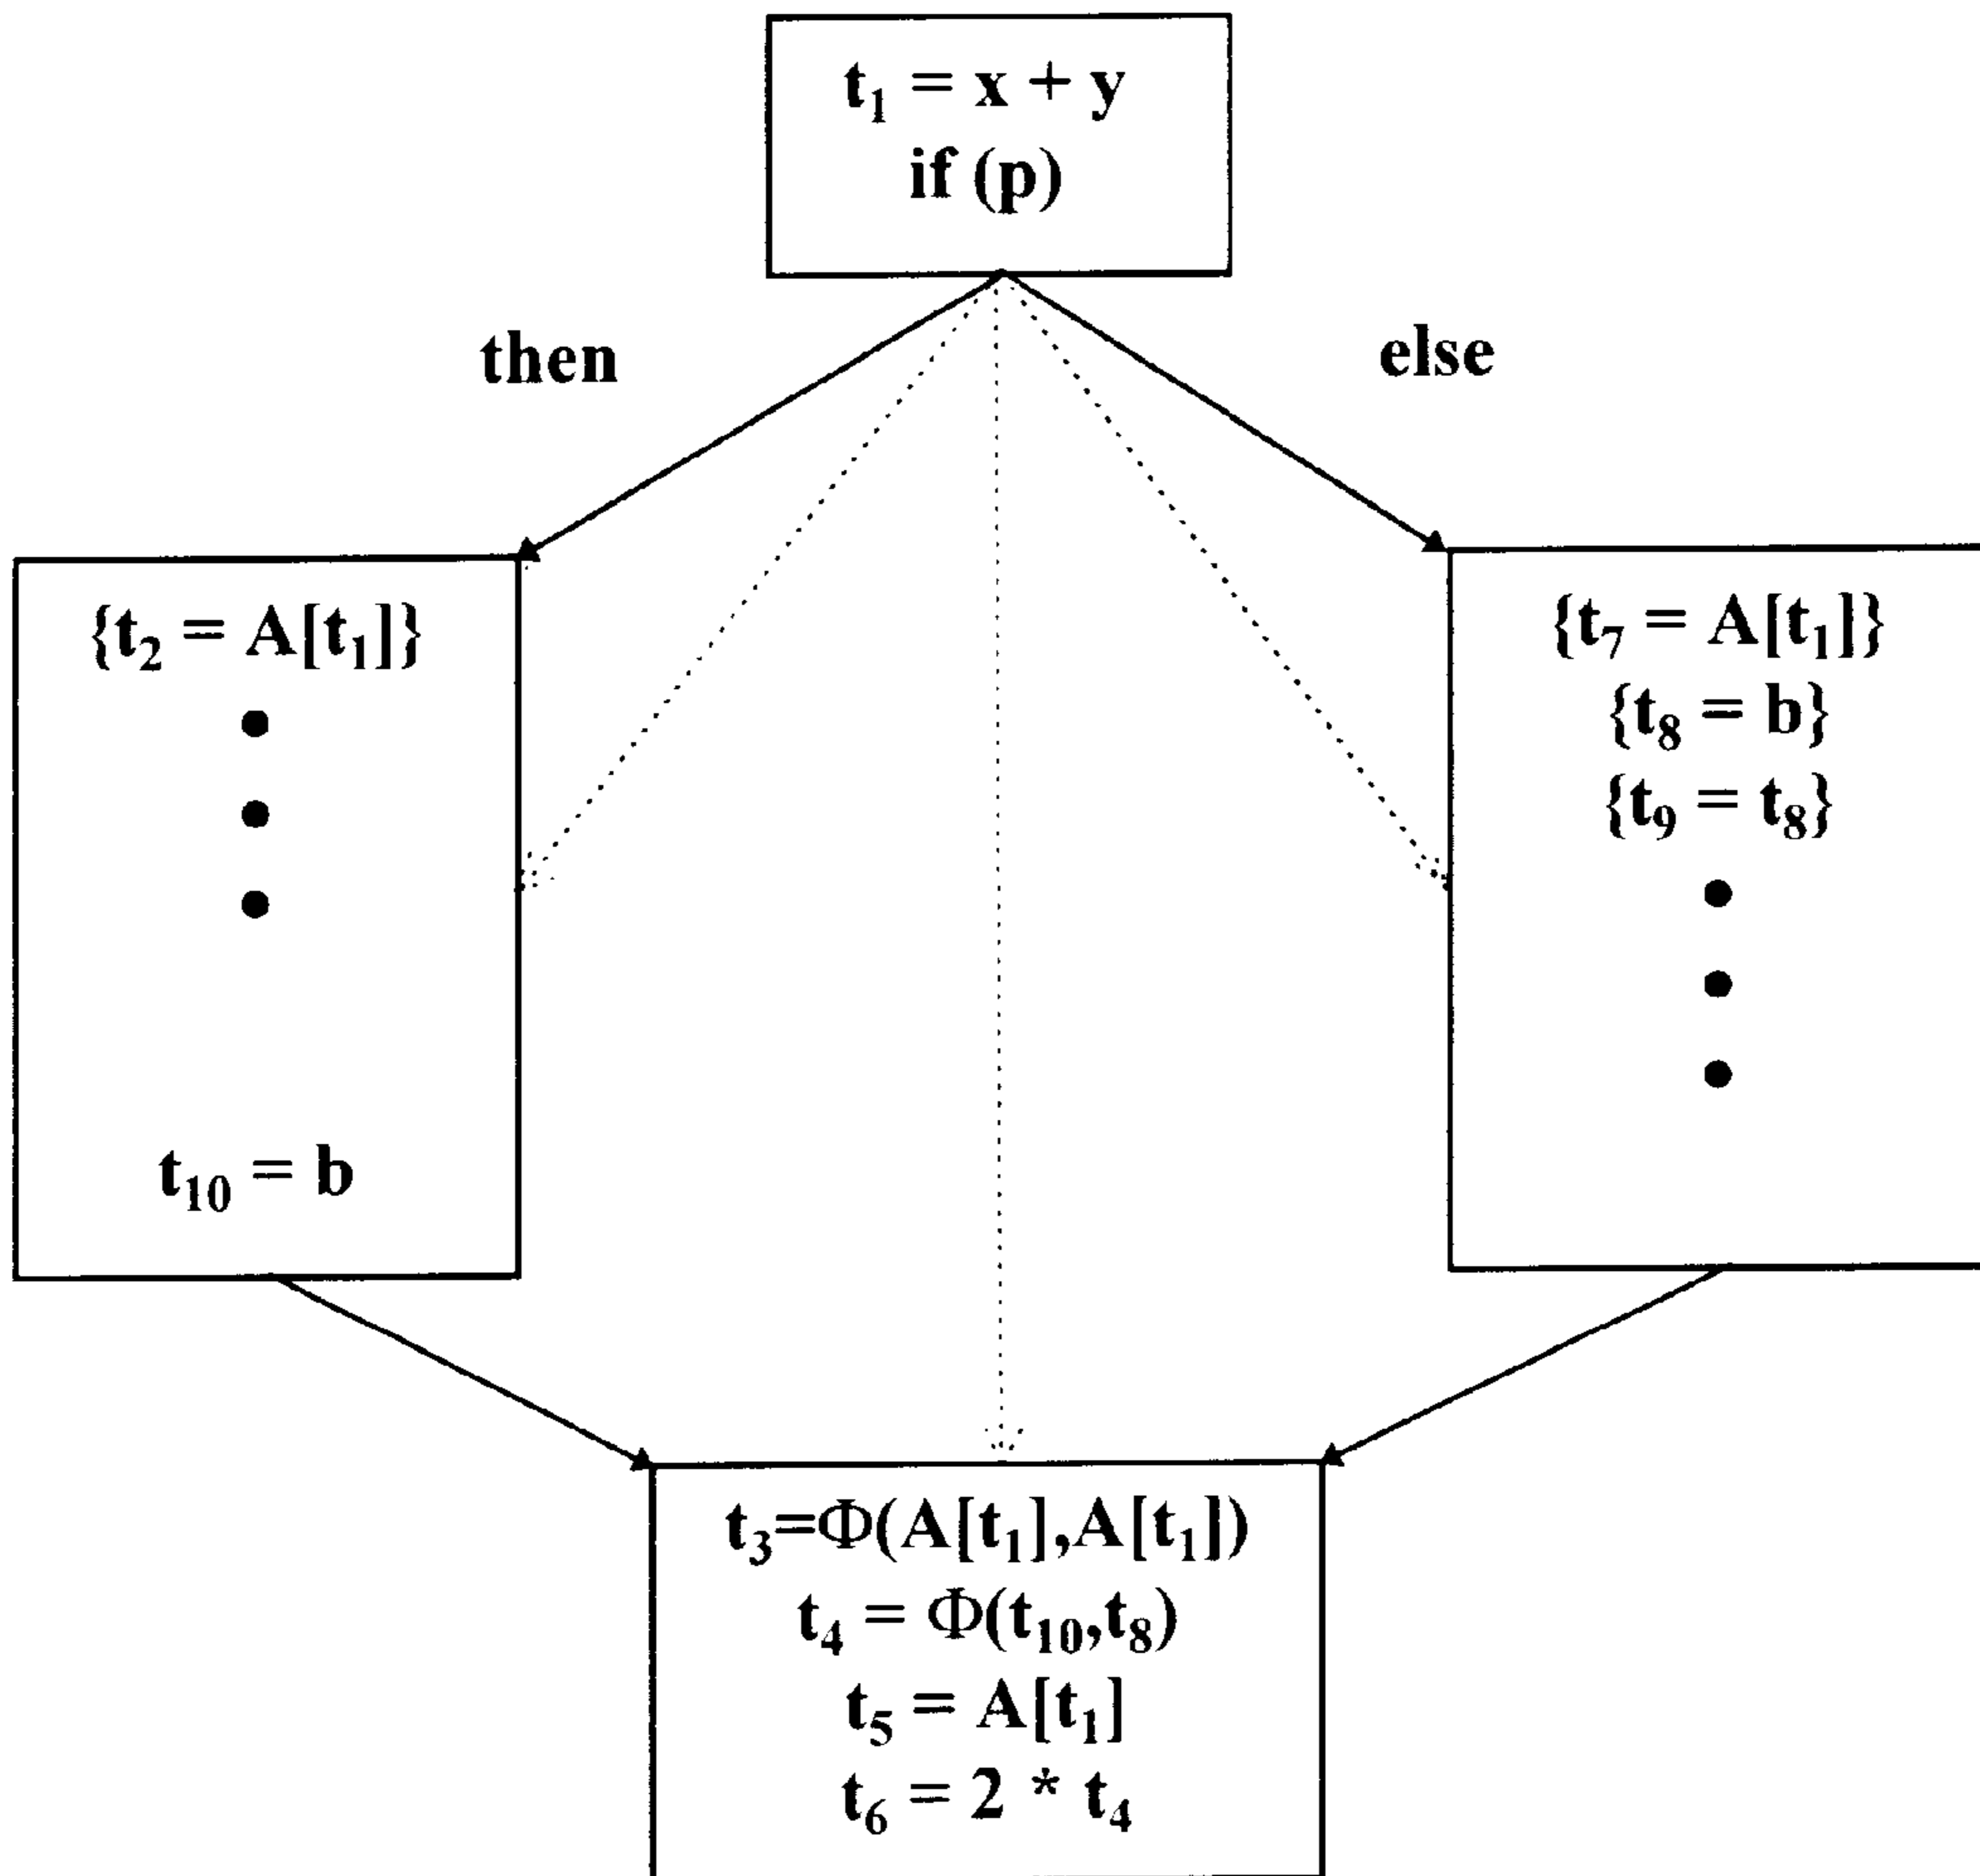 t₁ = x + y
if (p)
then
else
{t₂ = A[t₁]}
t₁₀ = b
{t₇ = A[t₁]}
{t₈ = b}
{t₉ = t₈}
t₃=Φ(A[t₁],A[t₁])
t₄ = Φ(t₁₀,t₈)
t₅ = A[t₁]
t₆ = 2 * t₄